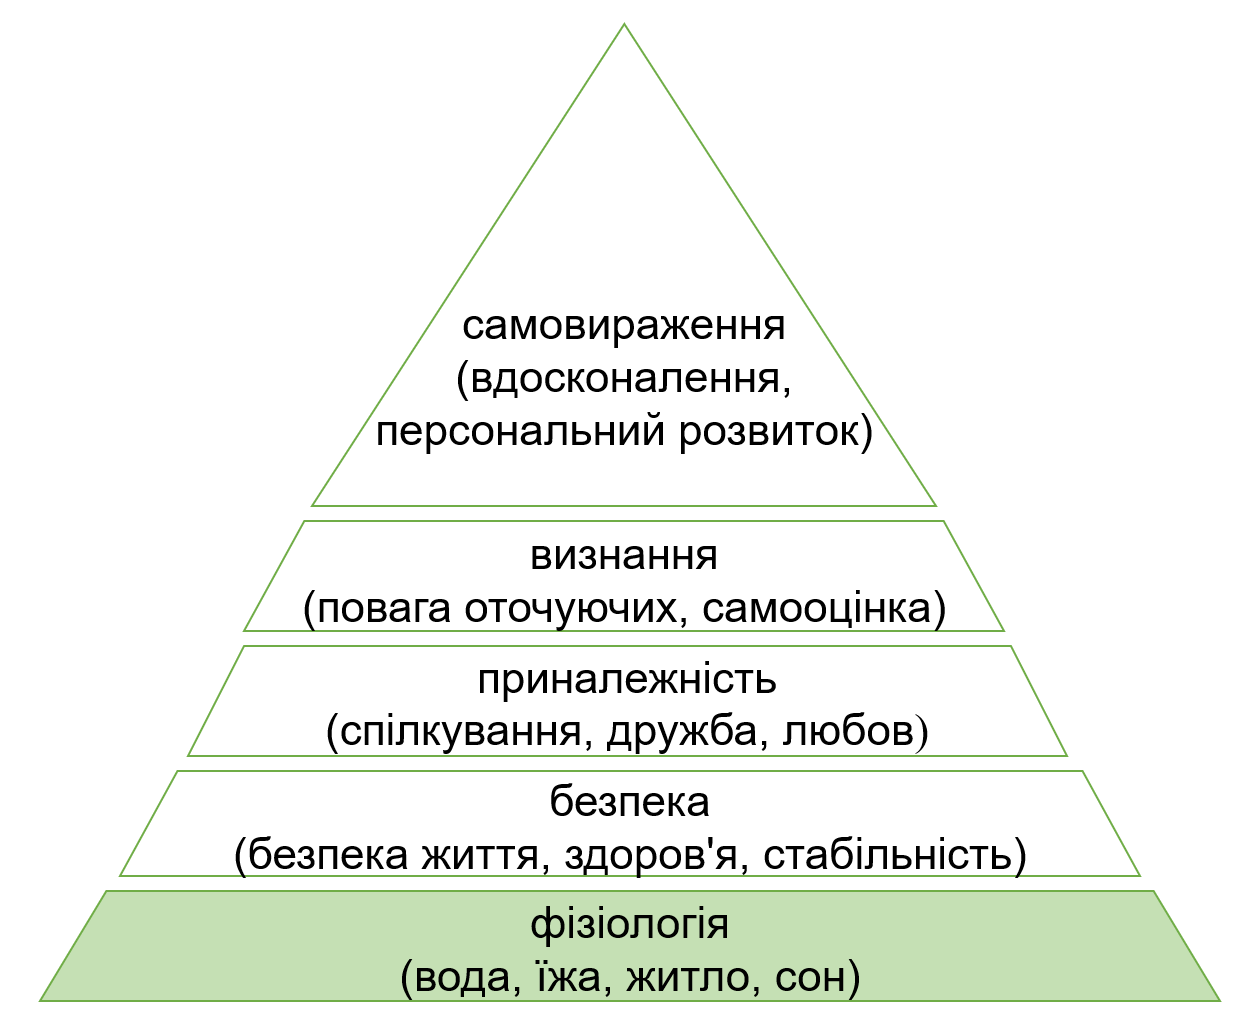 самовираження
(вдосконалення,
персональний розвиток)
визнання
(повага оточуючих, самооцінка)
приналежність
(спілкування, дружба, любов)
безпека
(безпека життя, здоров'я, стабільність)
фізіологія
(вода, їжа, житло, сон)